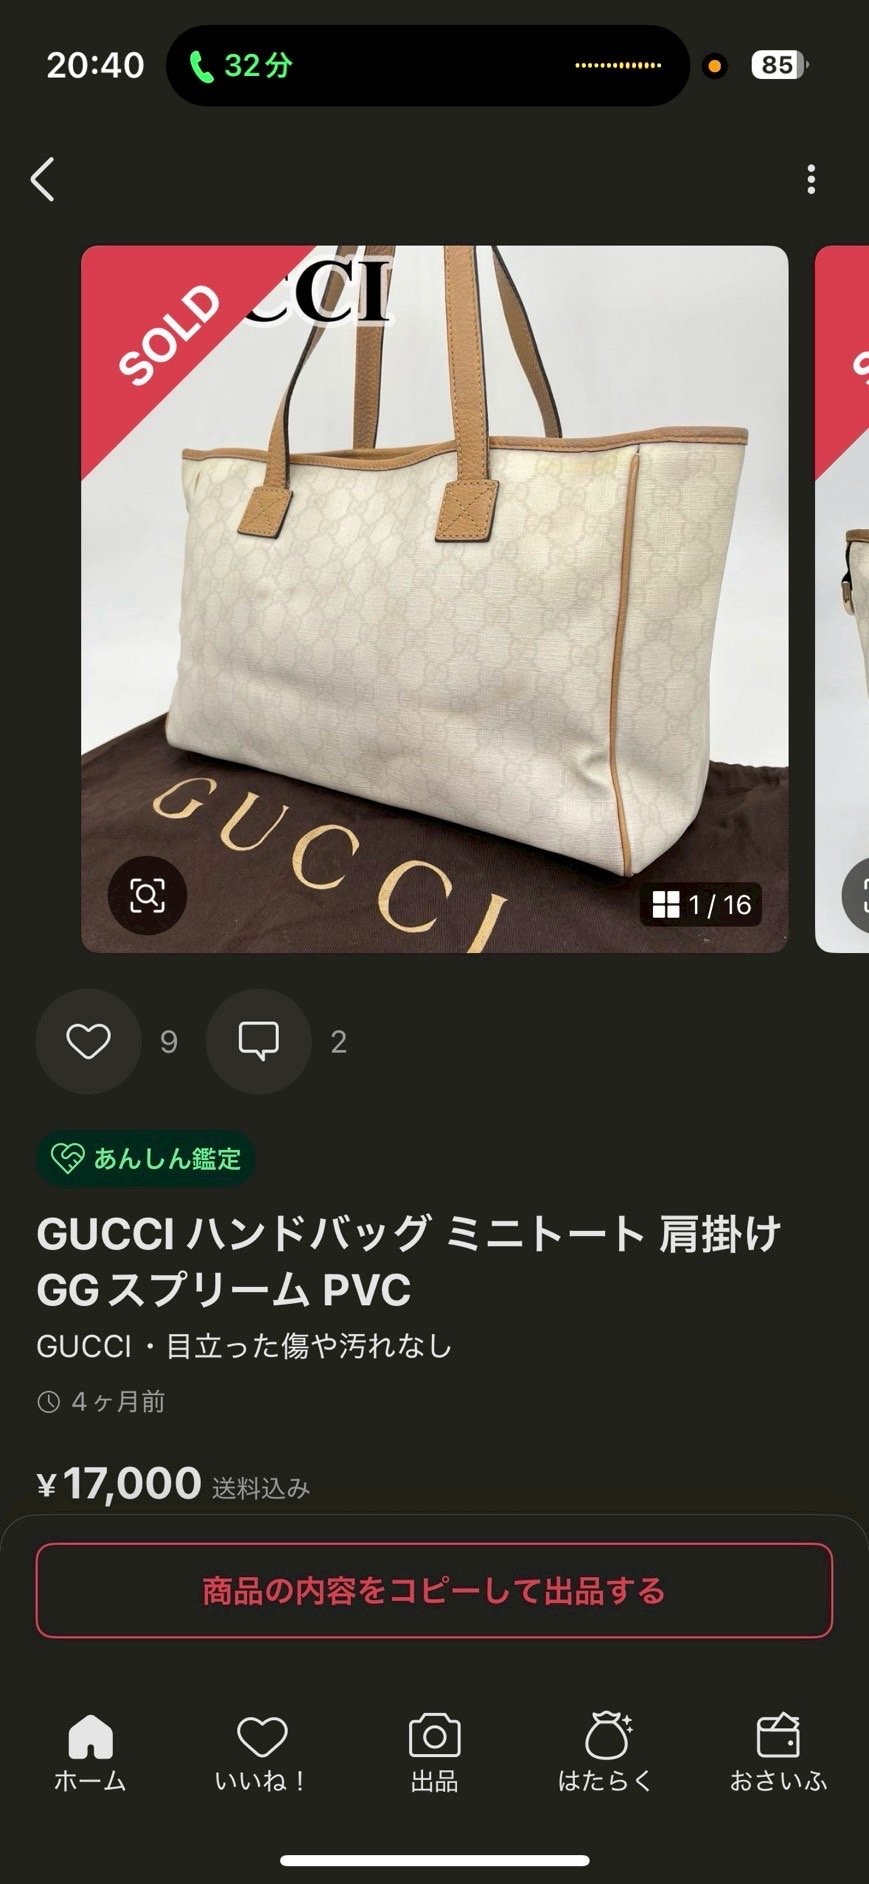 20:40
32分
85
SOLD
CCI
GUCCI
1 / 16
9
2
あんしん鑑定
GUCCI ハンドバッグ ミニトート 肩掛け
GGスプリーム PVC
GUCCI・目立った傷や汚れなし
4ヶ月前
¥17,000 送料込み
商品の内容をコピーして出品する
ホーム
いいね！
出品
はたらく
おさいふ